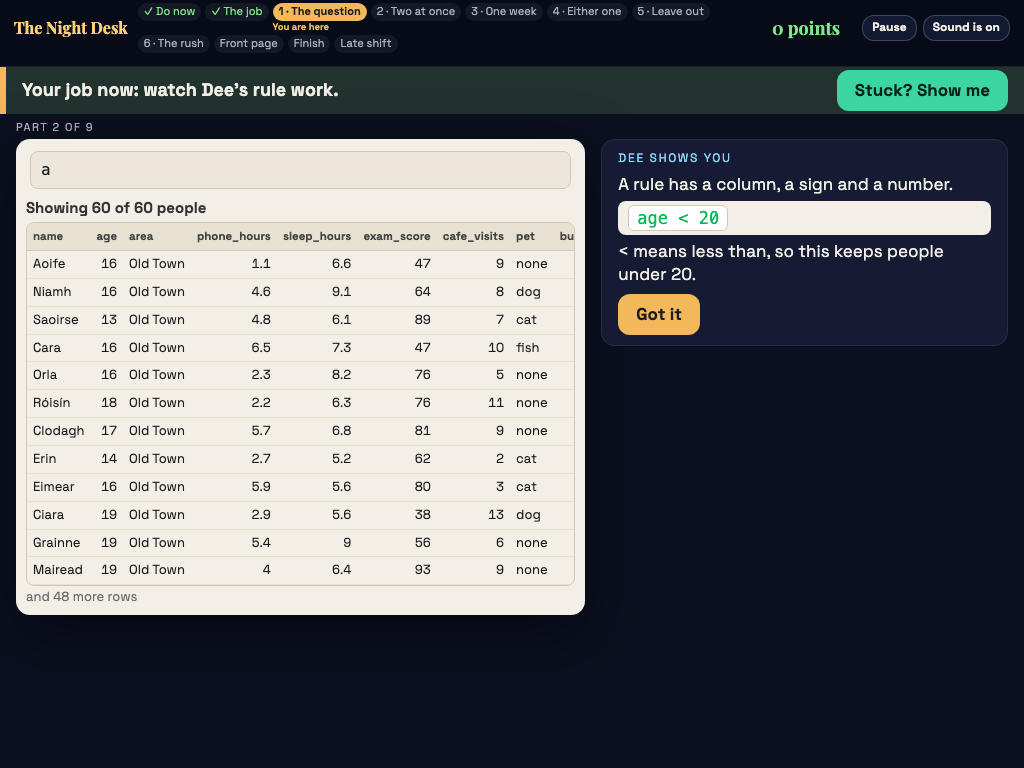 The Night Desk
✓ Do now ✓ The job 1 · The question 2 · Two at once 3 · One week 4 · Either one 5 · Leave out
You are here
6 · The rush Front page Finish Late shift
0 points
Pause Sound is on
Your job now: watch Dee's rule work.
Stuck? Show me
PART 2 OF 9
a
Showing 60 of 60 people
name age area phone_hours sleep_hours exam_score cafe_visits pet bu
Aoife 16 Old Town 1.1 6.6 47 9 none
Niamh 16 Old Town 4.6 9.1 64 8 dog
Saoirse 13 Old Town 4.8 6.1 89 7 cat
Cara 16 Old Town 6.5 7.3 47 10 fish
Orla 16 Old Town 2.3 8.2 76 5 none
Róisín 18 Old Town 2.2 6.3 76 11 none
Clodagh 17 Old Town 5.7 6.8 81 9 none
Erin 14 Old Town 2.7 5.2 62 2 cat
Eimear 16 Old Town 5.9 5.6 80 3 cat
Ciara 19 Old Town 2.9 5.6 38 13 dog
Grainne 19 Old Town 5.4 9 56 6 none
Mairead 19 Old Town 4 6.4 93 9 none
and 48 more rows
DEE SHOWS YOU
A rule has a column, a sign and a number.
age < 20
< means less than, so this keeps people
under 20.
Got it